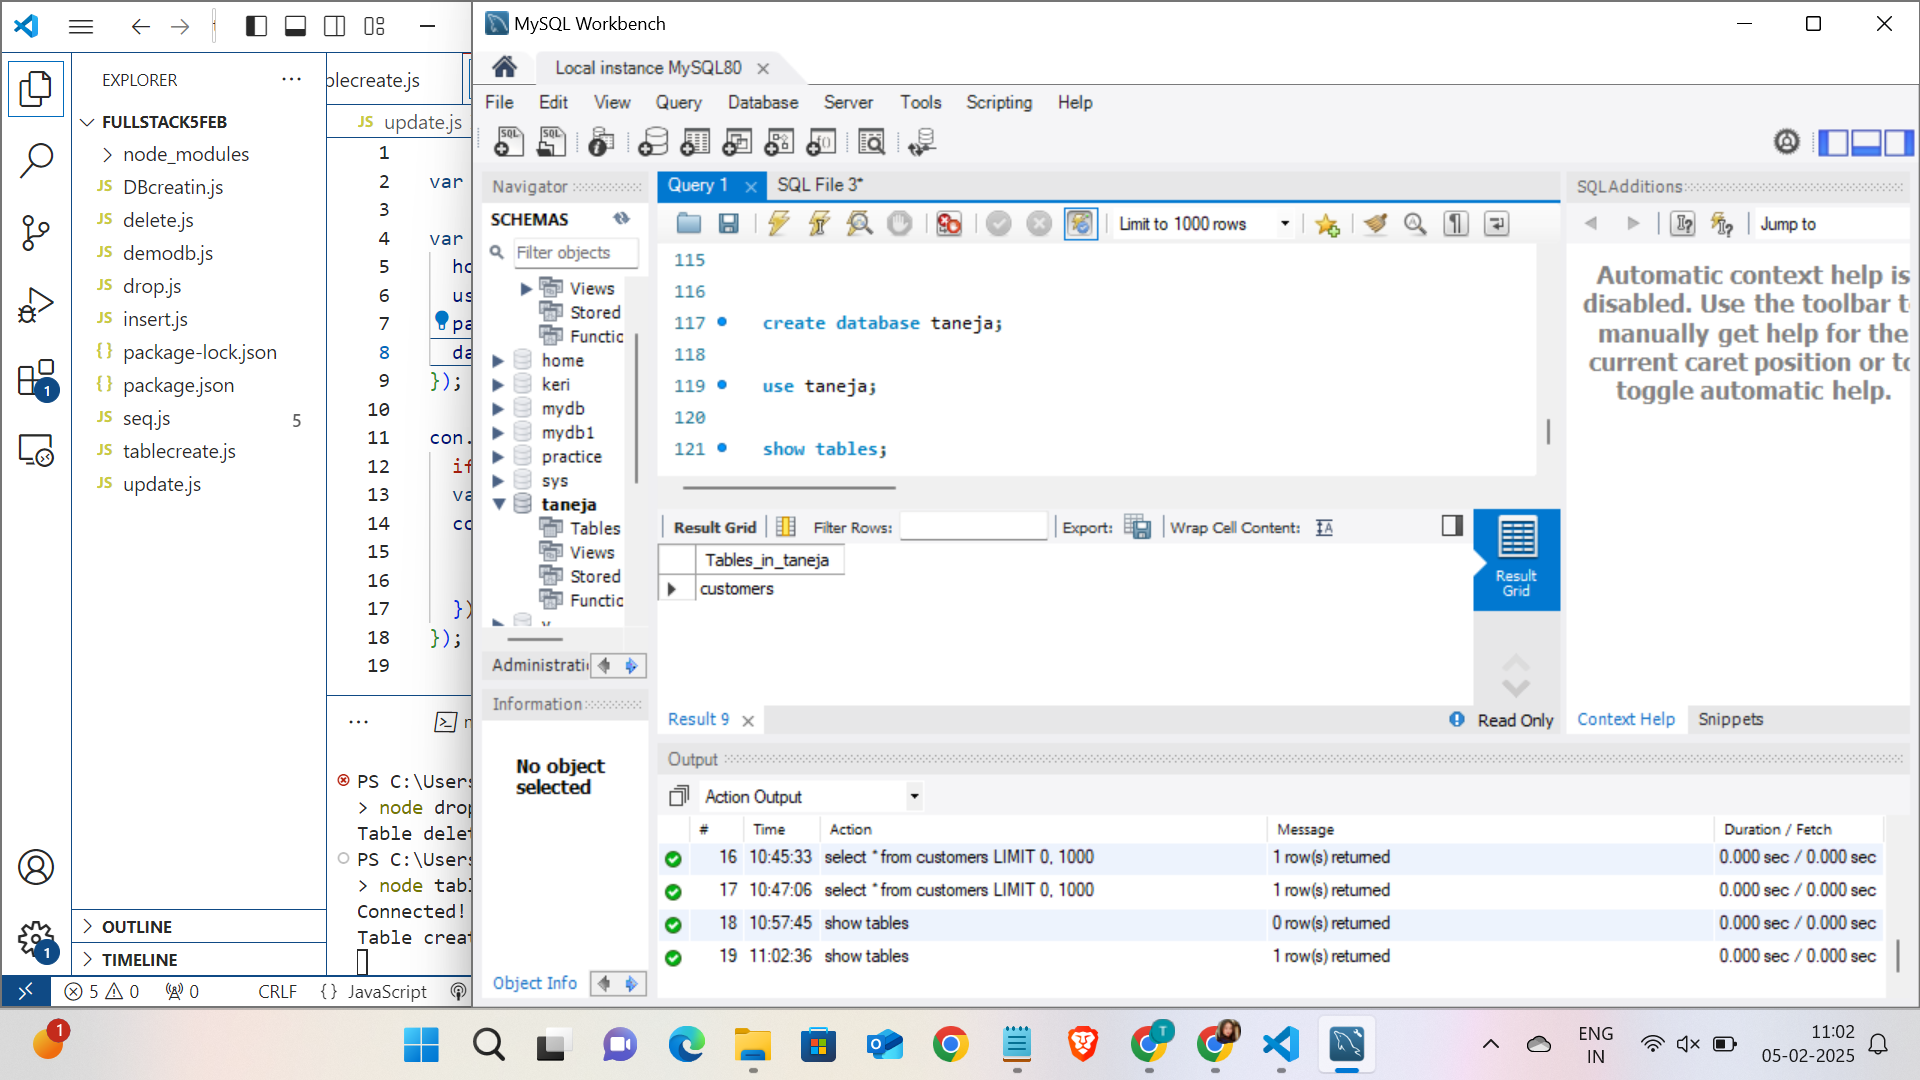 MySQL Workbench
Local instance MySQL80
File Edit View Query Database Server Tools Scripting Help
EXPLORER
FULLSTACK5FEB
node_modules
JS DBcreatin.js
JS delete.js
JS demodb.js
JS drop.js
JS insert.js
{} package-lock.json
{} package.json
JS seq.js 5
JS tablecreate.js
JS update.js
OUTLINE
TIMELINE
1
1
blecreate.js
JS update.js
1
2 var
3
4 var
5 ho
6 us
7 pa
8 da
9 });
10
11 con.
12 if
13 va
14 co
15
16
17 })
18 });
19
PS C:\Users
> node drop
Table delet
PS C:\Users
> node tabl
Connected!
Table creat
5 0 0 CRLF {} JavaScript
Navigator
SCHEMAS
Filter objects
Views
Stored
Functio
home
keri
mydb
mydb1
practice
sys
taneja
Tables
Views
Stored
Functio
Administrati
Information
No object
selected
Object Info
Query 1
SQL File 3*
Limit to 1000 rows
115
116
117 create database taneja;
118
119 use taneja;
120
121 show tables;
Result Grid Filter Rows: Export: Wrap Cell Content:
Tables_in_taneja
customers
Result
Grid
Result 9
Read Only
SQLAdditions
Jump to
Automatic context help is
disabled. Use the toolbar t
manually get help for the
current caret position or to
toggle automatic help.
Context Help Snippets
Output
Action Output
# Time Action Message Duration / Fetch
16 10:45:33 select * from customers LIMIT 0, 1000 1 row(s) returned 0.000 sec / 0.000 sec
17 10:47:06 select * from customers LIMIT 0, 1000 1 row(s) returned 0.000 sec / 0.000 sec
18 10:57:45 show tables 0 row(s) returned 0.000 sec / 0.000 sec
19 11:02:36 show tables 1 row(s) returned 0.000 sec / 0.000 sec
1
T
ENG
IN
11:02
05-02-2025